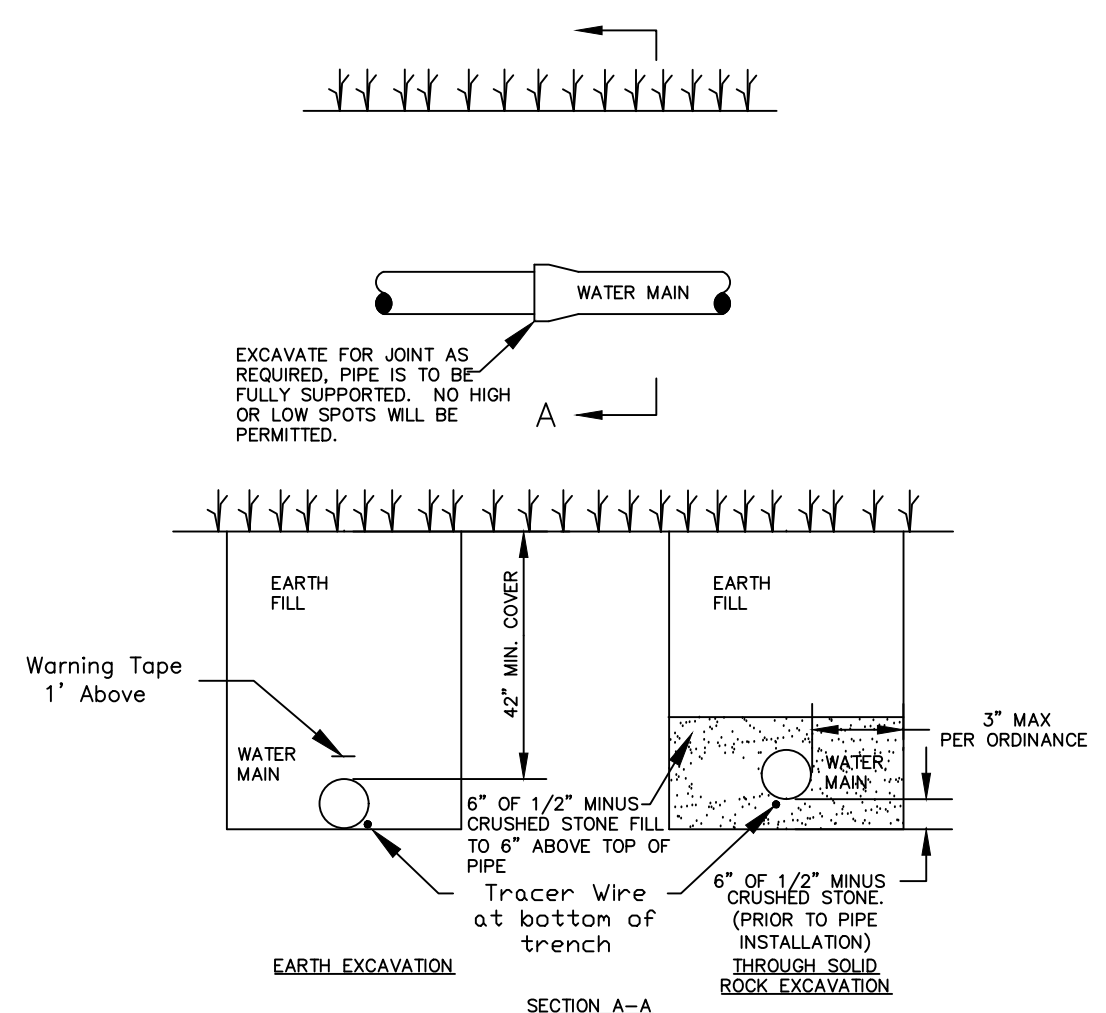 WATER MAIN
EXCAVATE FOR JOINT AS
REQUIRED, PIPE IS TO BE
FULLY SUPPORTED. NO HIGH
OR LOW SPOTS WILL BE
PERMITTED.
A
EARTH
FILL
42" MIN. COVER
EARTH
FILL
Warning Tape
1' Above
WATER
MAIN
3" MAX
PER ORDINANCE
WATER
MAIN
6" OF 1/2" MINUS
CRUSHED STONE FILL
TO 6" ABOVE TOP OF
PIPE
Tracer Wire
at bottom of
trench
6" OF 1/2" MINUS
CRUSHED STONE.
(PRIOR TO PIPE
INSTALLATION)
EARTH EXCAVATION
THROUGH SOLID
ROCK EXCAVATION
SECTION A-A